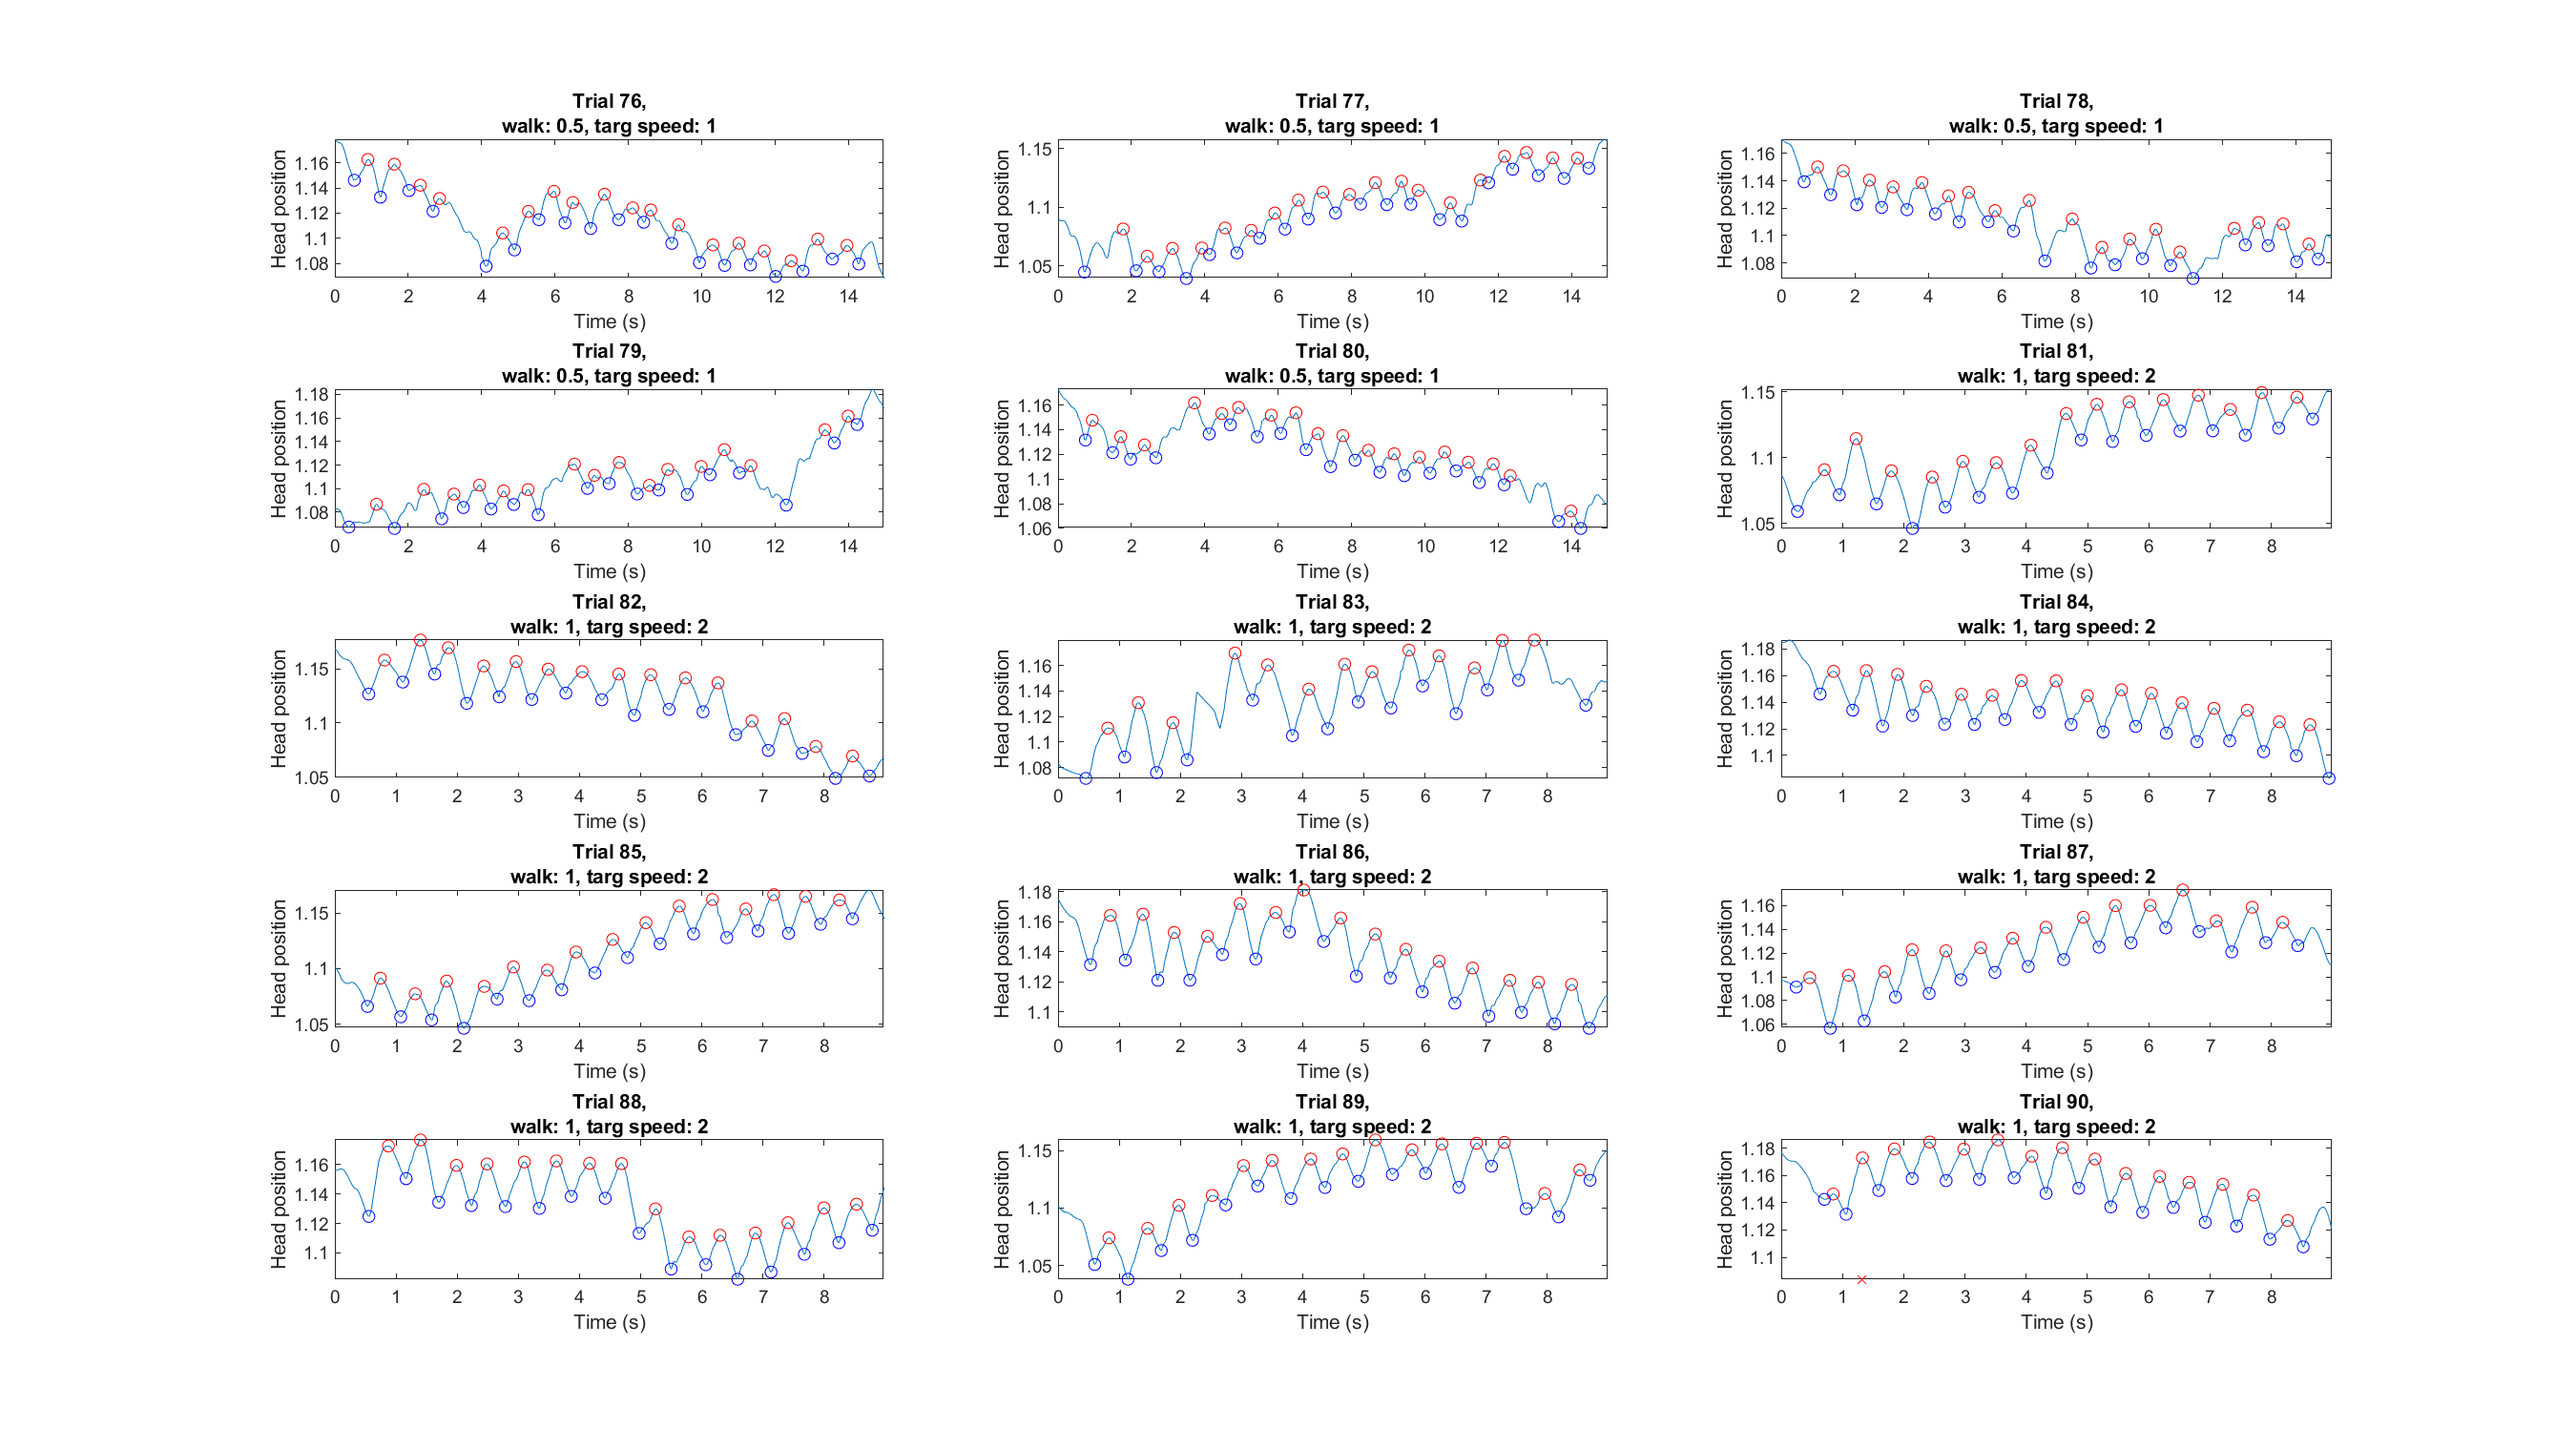 Trial 76,
walk: 0.5, targ speed: 1
Head position
1.16
1.14
1.12
1.1
1.08
0 2 4 6 8 10 12 14
Time (s)
Trial 77,
walk: 0.5, targ speed: 1
Head position
1.15
1.1
1.05
0 2 4 6 8 10 12 14
Time (s)
Trial 78,
walk: 0.5, targ speed: 1
Head position
1.16
1.14
1.12
1.1
1.08
0 2 4 6 8 10 12 14
Time (s)
Trial 79,
walk: 0.5, targ speed: 1
Head position
1.18
1.16
1.14
1.12
1.1
1.08
0 2 4 6 8 10 12 14
Time (s)
Trial 80,
walk: 0.5, targ speed: 1
Head position
1.16
1.14
1.12
1.1
1.08
1.06
0 2 4 6 8 10 12 14
Time (s)
Trial 81,
walk: 1, targ speed: 2
Head position
1.15
1.1
1.05
0 1 2 3 4 5 6 7 8
Time (s)
Trial 82,
walk: 1, targ speed: 2
Head position
1.15
1.1
1.05
0 1 2 3 4 5 6 7 8
Time (s)
Trial 83,
walk: 1, targ speed: 2
Head position
1.16
1.14
1.12
1.1
1.08
0 1 2 3 4 5 6 7 8
Time (s)
Trial 84,
walk: 1, targ speed: 2
Head position
1.18
1.16
1.14
1.12
1.1
0 1 2 3 4 5 6 7 8
Time (s)
Trial 85,
walk: 1, targ speed: 2
Head position
1.15
1.1
1.05
0 1 2 3 4 5 6 7 8
Time (s)
Trial 86,
walk: 1, targ speed: 2
Head position
1.18
1.16
1.14
1.12
1.1
0 1 2 3 4 5 6 7 8
Time (s)
Trial 87,
walk: 1, targ speed: 2
Head position
1.16
1.14
1.12
1.1
1.08
1.06
0 1 2 3 4 5 6 7 8
Time (s)
Trial 88,
walk: 1, targ speed: 2
Head position
1.16
1.14
1.12
1.1
0 1 2 3 4 5 6 7 8
Time (s)
Trial 89,
walk: 1, targ speed: 2
Head position
1.15
1.1
1.05
0 1 2 3 4 5 6 7 8
Time (s)
Trial 90,
walk: 1, targ speed: 2
Head position
1.18
1.16
1.14
1.12
1.1
0 1 2 3 4 5 6 7 8
Time (s)